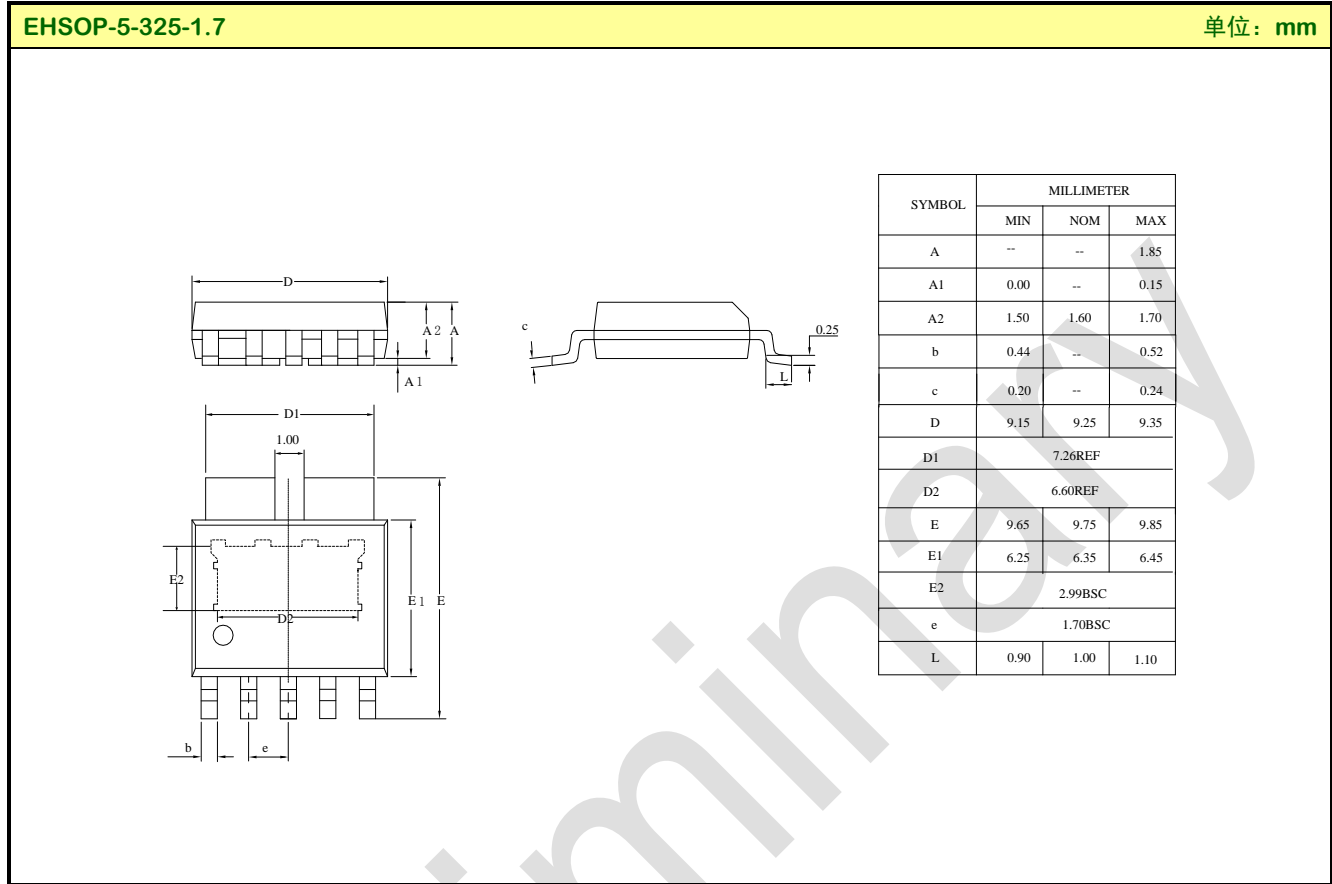 EHSOP-5-325-1.7 单位：mm
SYMBOL MILLIMETER
MIN NOM MAX
A -- -- 1.85
A1 0.00 -- 0.15
A2 1.50 1.60 1.70
b 0.44 -- 0.52
c 0.20 -- 0.24
D 9.15 9.25 9.35
D1 7.26REF
D2 6.60REF
E 9.65 9.75 9.85
E1 6.25 6.35 6.45
E2 2.99BSC
e 1.70BSC
L 0.90 1.00 1.10
D
A2 A
A1
c
0.25
L
D1
1.00
E2
D2
E1 E
b e
iminary